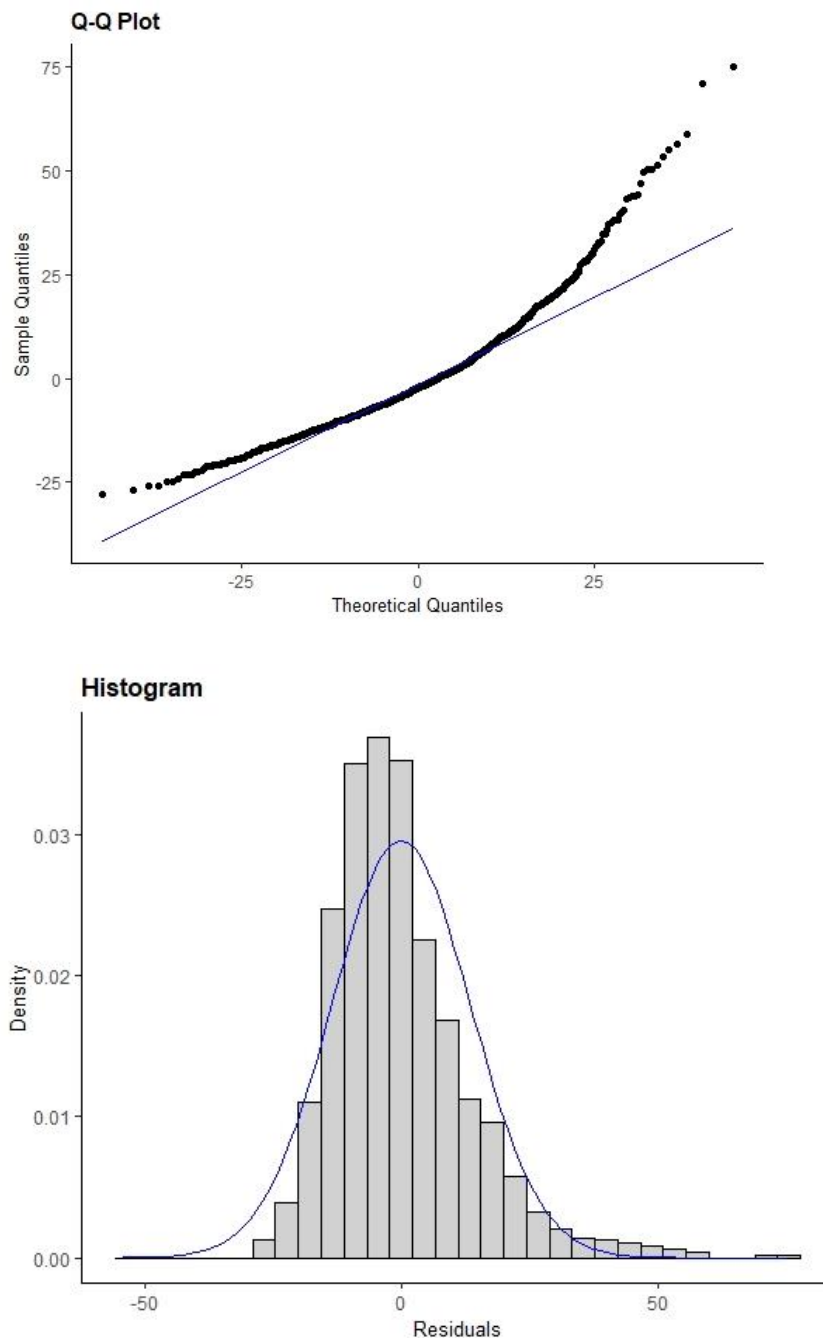 Q-Q Plot
75
50
25
0
-25
Sample Quantiles
-25
0
25
Theoretical Quantiles
Histogram
0.03
0.02
0.01
0.00
Density
-50
0
50
Residuals